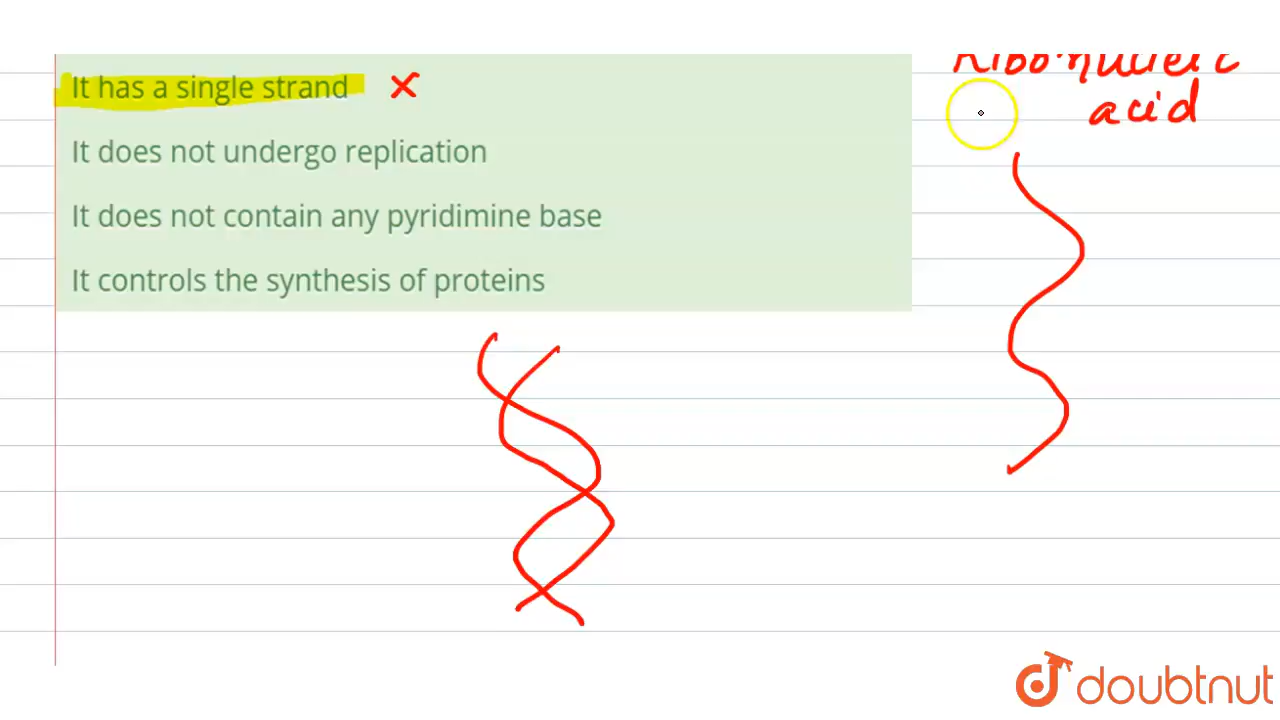 It has a single strand
It does not undergo replication
It does not contain any pyridimine base
It controls the synthesis of proteins
Ribonucleic
acid
doubtnut